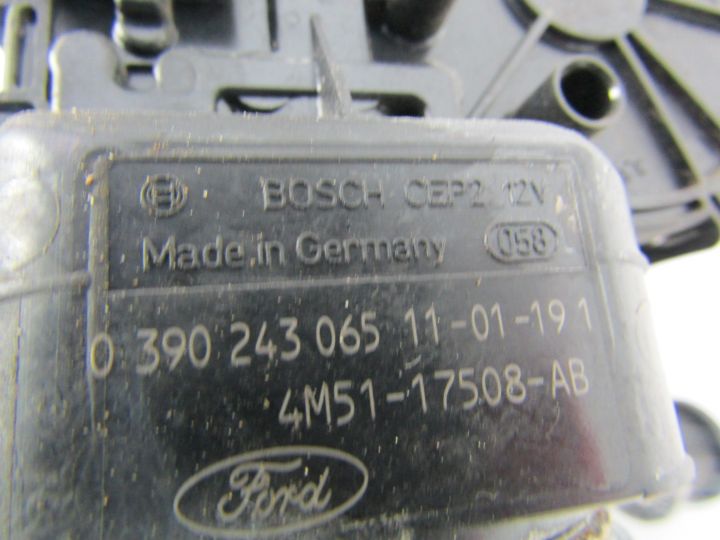 BOSCH CEP2 12V
Made in Germany 058
0 390 243 065 11-01-19 1
4M51-17508-AB
Ford